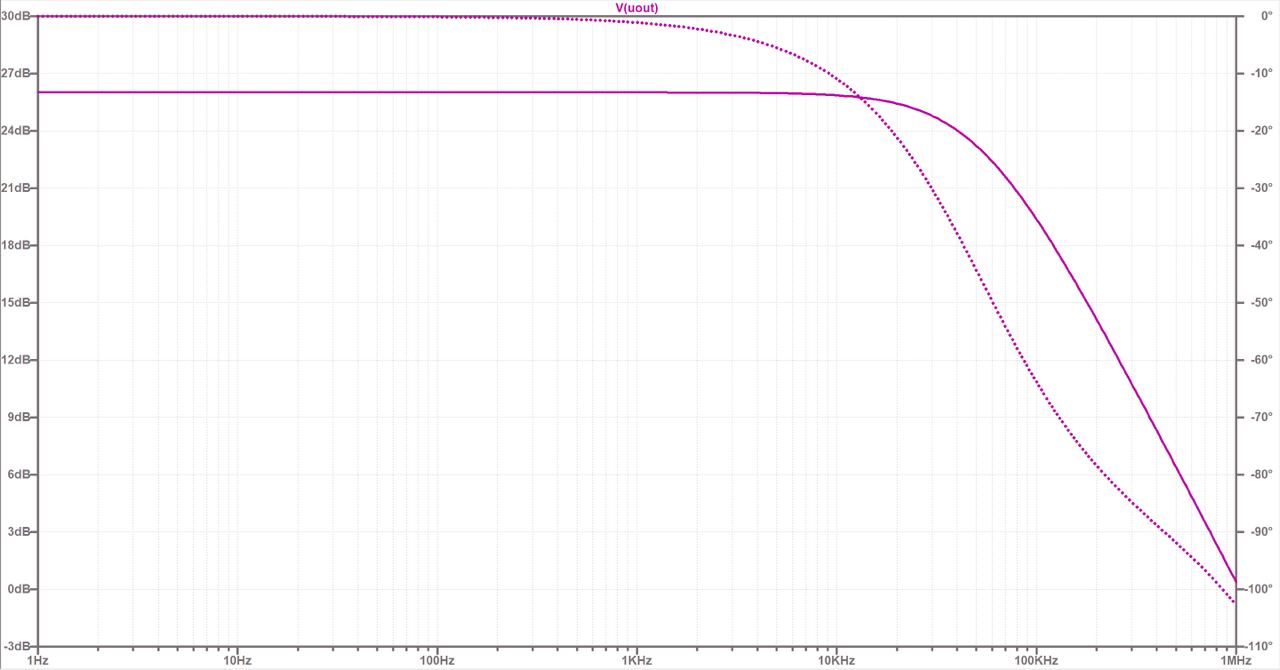 V(uout)
30dB
27dB
24dB
21dB
18dB
15dB
12dB
9dB
6dB
3dB
0dB
-3dB
0°
-10°
-20°
-30°
-40°
-50°
-60°
-70°
-80°
-90°
-100°
-110°
1Hz 10Hz 100Hz 1KHz 10KHz 100KHz 1MHz